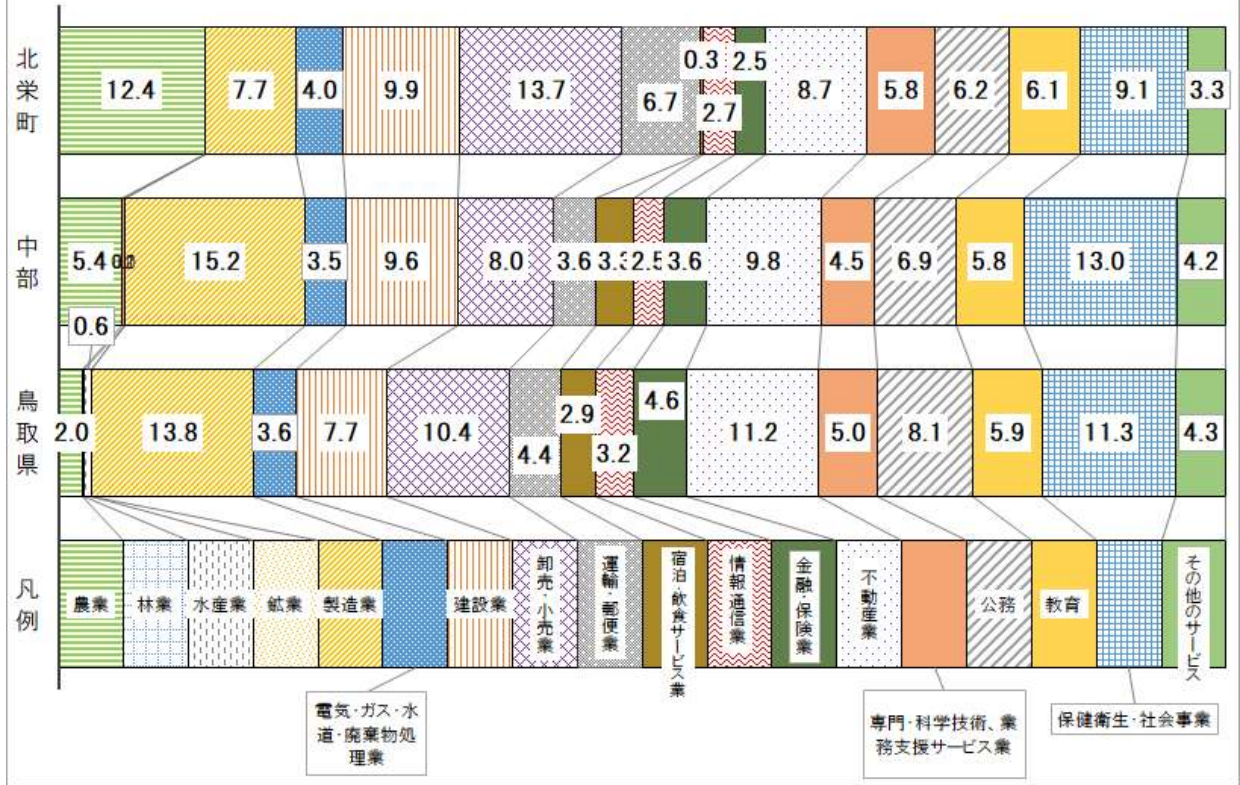 北栄町
12.4
7.7
4.0
9.9
13.7
6.7
0.3
2.7
2.5
8.7
5.8
6.2
6.1
9.1
3.3
中部
5.4
15.2
3.5
9.6
8.0
3.6
3.3
2.5
3.6
9.8
4.5
6.9
5.8
13.0
4.2
0.6
鳥取県
2.0
13.8
3.6
7.7
10.4
4.4
2.9
3.2
4.6
11.2
5.0
8.1
5.9
11.3
4.3
凡例
農業
林業
水産業
鉱業
製造業
建設業
卸売・小売業
運輸・郵便業
宿泊・飲食サービス業
情報通信業
金融・保険業
不動産業
公務
教育
その他のサービス
電気・ガス・水
道・廃棄物処
理業
専門・科学技術、業
務支援サービス業
保健衛生・社会事業